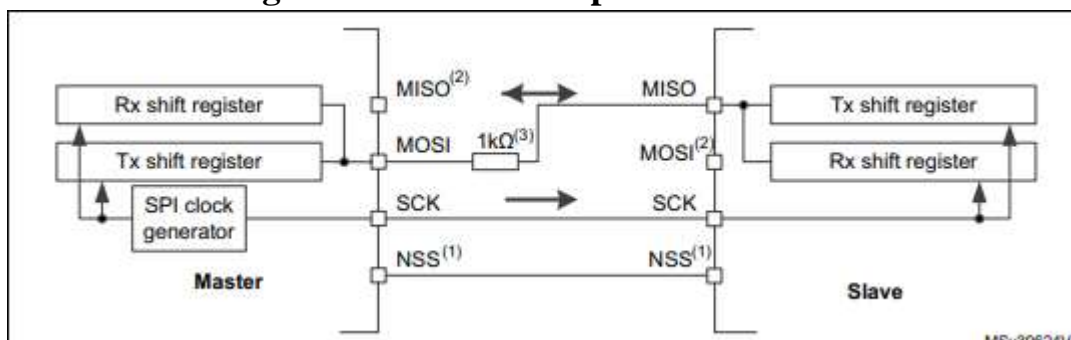 Rx shift register
Tx shift register
SPI clock
generator
Master
MISO(2)
MOSI
1kΩ(3)
SCK
NSS(1)
MISO
MOSI(2)
SCK
NSS(1)
Tx shift register
Rx shift register
Slave